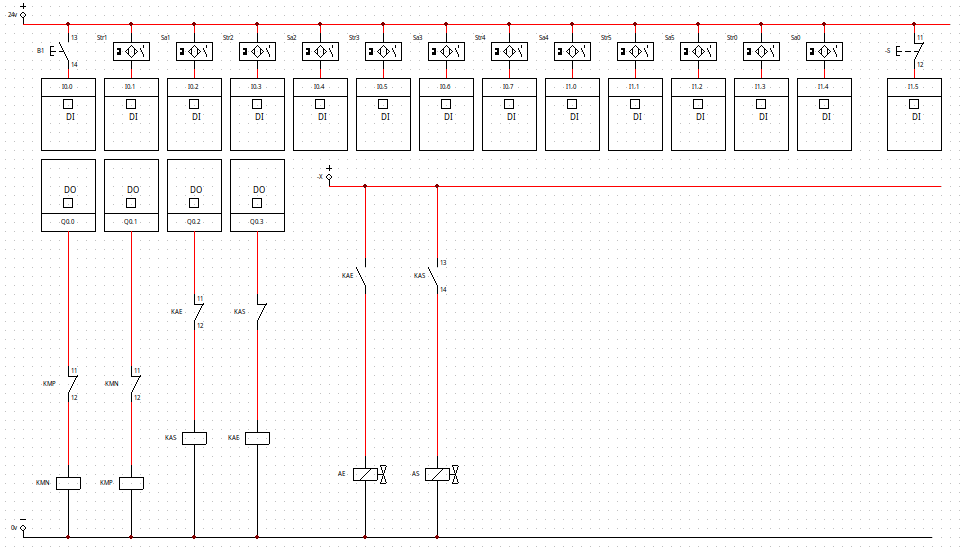 +
24v
B1 13 14
Str1
Sa1
Str2
Sa2
Str3
Sa3
Str4
Sa4
Str5
Sa5
Str0
Sa0
-S 11 12
I0.0 I0.1 I0.2 I0.3 I0.4 I0.5 I0.6 I0.7 I1.0 I1.1 I1.2 I1.3 I1.4 I1.5
DI DI DI DI DI DI DI DI DI DI DI DI DI DI
DO DO DO DO
Q0.0 Q0.1 Q0.2 Q0.3
+
-X
KAE
KAS 13 14
KAE 11 12
KAS
KMP 11 12
KMN 11 12
KAS
KAE
KMN
KMP
AE
AS
0v